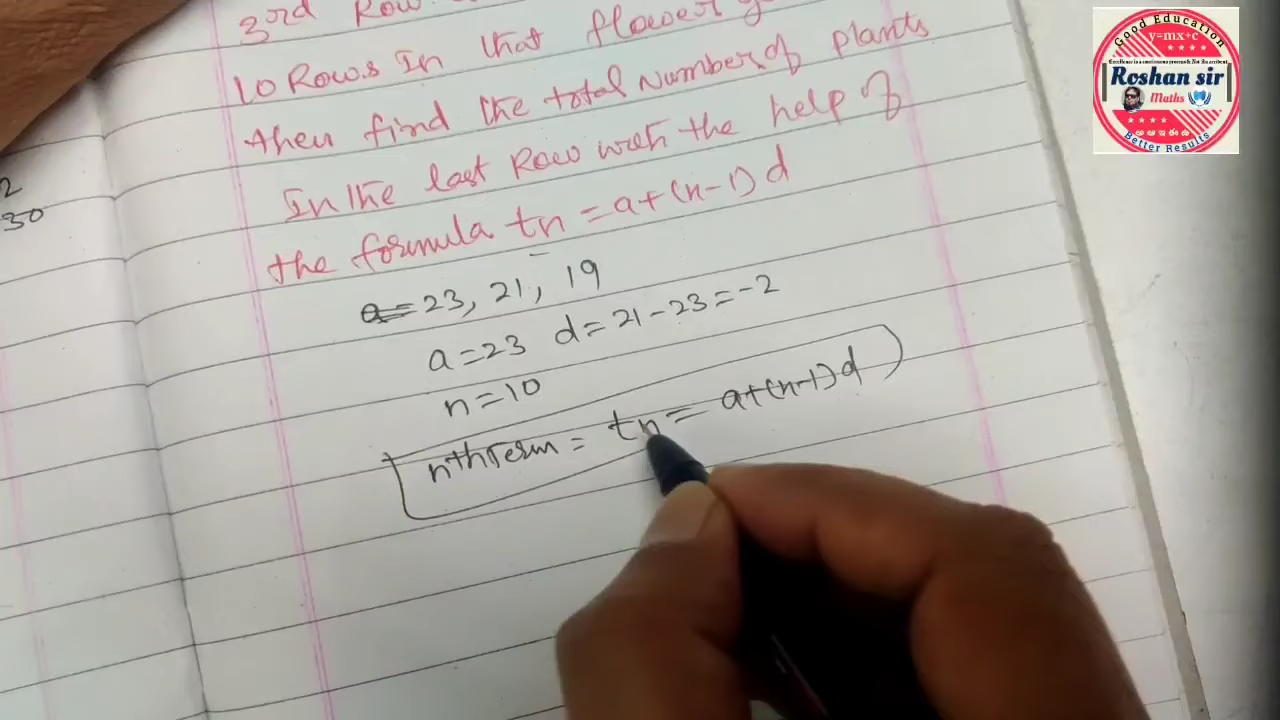 3rd Row
10 Rows In that flower
then find the total number of plants
In the last Row with the help of
the formula tn = a+(n-1) d
23, 21, 19
a=23 d=21-23=-2
n=10
nthTerm = tn = a+(n-1)d
2
30
Good Education
y=mx+c
Roshan sir
Maths
Better Results